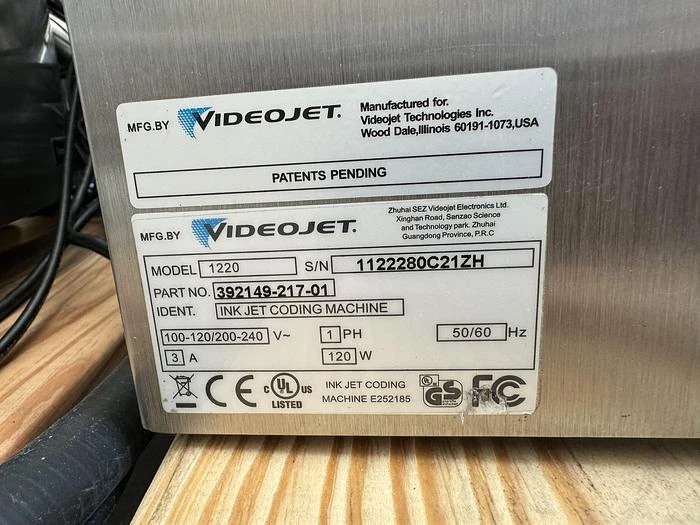 MFG.BY VIDEOJET. Manufactured for.
Videojet Technologies Inc.
Wood Dale,Illinois 60191-1073,USA
PATENTS PENDING
MFG.BY VIDEOJET. Zhuhai SEZ Videojet Electronics Ltd.
Xinghan Road, Sanzao Science
and Technology park. Zhuhai
Guangdong Province, P.R.C
MODEL 1220 S/N 1122280C21ZH
PART NO. 392149-217-01
IDENT. INK JET CODING MACHINE
100-120/200-240 V~ 1 PH 50/60 Hz
3 A 120 W
CE c UL US LISTED
INK JET CODING
MACHINE E252185
UL GS FC